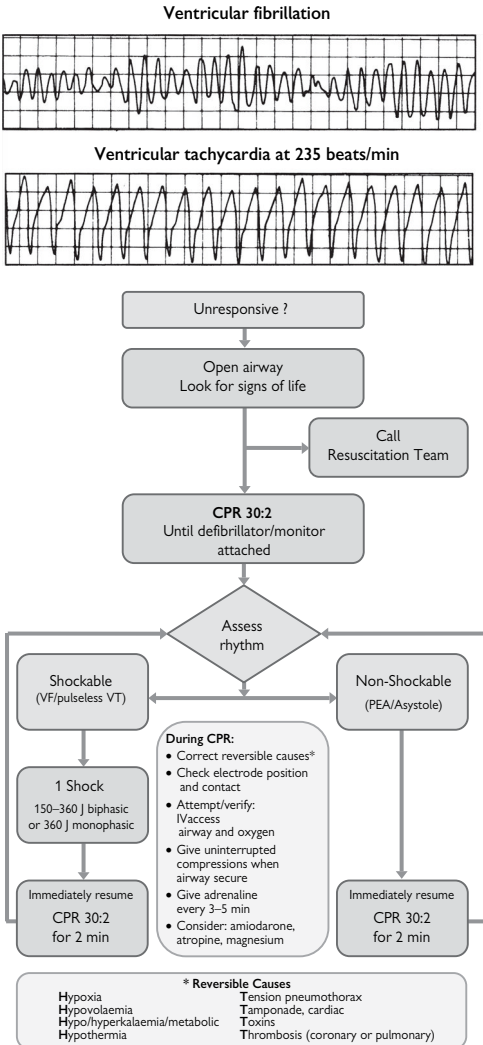 Ventricular fibrillation
Ventricular tachycardia at 235 beats/min
Unresponsive ?
Open airway
Look for signs of life
Call
Resuscitation Team
CPR 30:2
Until defibrillator/monitor
attached
Assess
rhythm
Shockable
(VF/pulseless VT)
Non-Shockable
(PEA/Asystole)
1 Shock
150–360 J biphasic
or 360 J monophasic
Immediately resume
CPR 30:2
for 2 min
During CPR:
• Correct reversible causes*
• Check electrode position
and contact
• Attempt/verify:
IVaccess
airway and oxygen
• Give uninterrupted
compressions when
airway secure
• Give adrenaline
every 3–5 min
• Consider: amiodarone,
atropine, magnesium
Immediately resume
CPR 30:2
for 2 min
* Reversible Causes
Hypoxia
Hypovolaemia
Hypo/hyperkalaemia/metabolic
Hypothermia
Tension pneumothorax
Tamponade, cardiac
Toxins
Thrombosis (coronary or pulmonary)